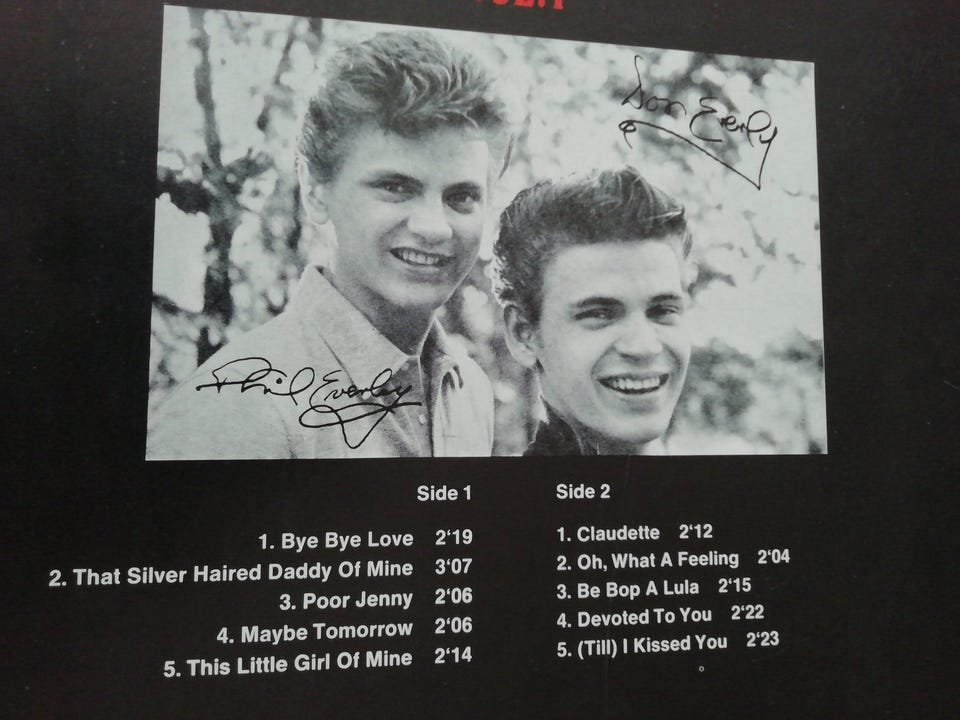 Don Everly
Phil Everly
Side 1
1. Bye Bye Love 2'19
2. That Silver Haired Daddy Of Mine 3'07
3. Poor Jenny 2'06
4. Maybe Tomorrow 2'06
5. This Little Girl Of Mine 2'14
Side 2
1. Claudette 2'12
2. Oh, What A Feeling 2'04
3. Be Bop A Lula 2'15
4. Devoted To You 2'22
5. (Till) I Kissed You 2'23